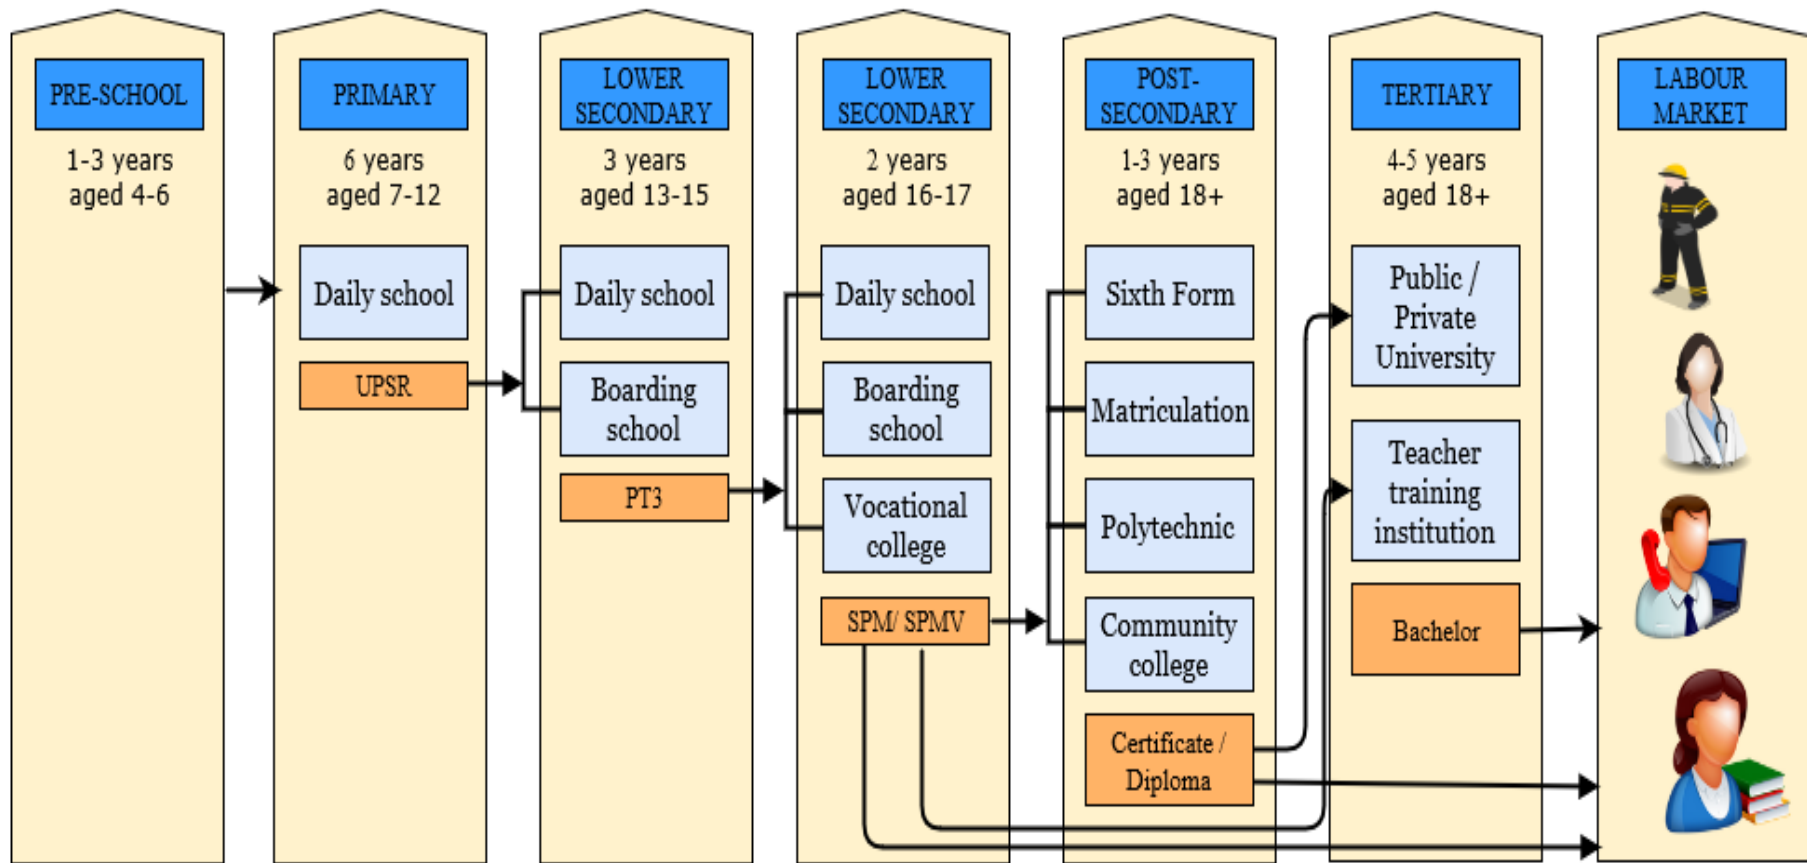 PRE-SCHOOL
1-3 years
aged 4-6
PRIMARY
6 years
aged 7-12
Daily school
UPSR
LOWER
SECONDARY
3 years
aged 13-15
Daily school
Boarding
school
PT3
LOWER
SECONDARY
2 years
aged 16-17
Daily school
Boarding
school
Vocational
college
SPM/ SPMV
POST-
SECONDARY
1-3 years
aged 18+
Sixth Form
Matriculation
Polytechnic
Community
college
Certificate /
Diploma
TERTIARY
4-5 years
aged 18+
Public /
Private
University
Teacher
training
institution
Bachelor
LABOUR
MARKET